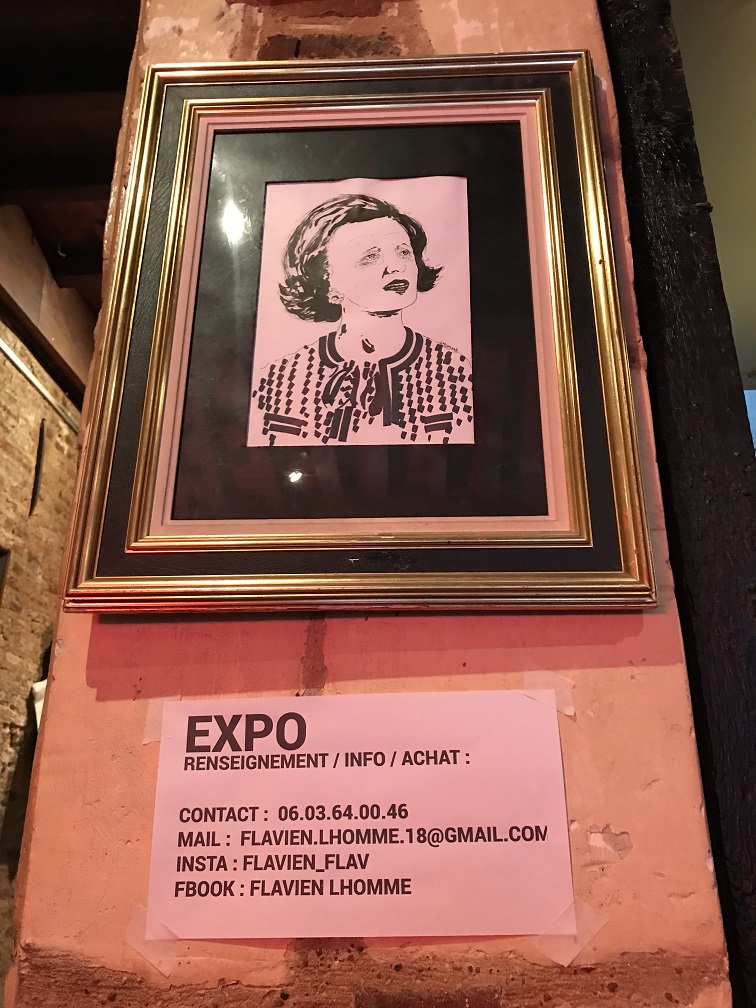 EXPO
RENSEIGNEMENT / INFO / ACHAT :
CONTACT : 06.03.64.00.46
MAIL : FLAVIEN.LHOMME.18@GMAIL.COM
INSTA : FLAVIEN_FLAV
FBOOK : FLAVIEN LHOMME